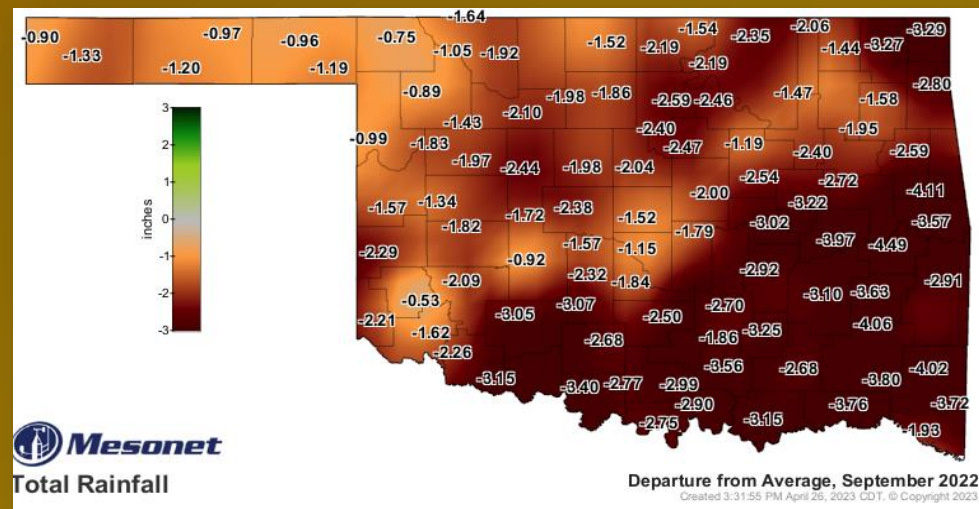 -1.64
-0.90 -0.97 -0.96 -0.75 -1.52 -1.54 -2.35 -2.06 -3.29
-1.33 -1.05 -1.92 -2.19 -1.44 -3.27
-1.20 -1.19 -2.19
-0.89 -1.98 -1.86 -2.59 -2.46 -1.47 -1.58 -2.80
-1.43 -2.10 -2.40 -1.95
-0.99 -1.83 -2.47 -1.19 -2.40 -2.59
-1.97 -2.44 -1.98 -2.04 -2.54 -2.72
-1.57 -1.34 -2.00 -3.22 -4.11
-1.82 -1.72 -2.38 -1.52 -1.79 -3.02 -3.57
-2.29 -0.92 -1.57 -1.15 -3.97 -4.49
-2.09 -2.32 -1.84 -2.92 -2.91
-0.53 -3.07 -2.70 -3.10 -3.63
-2.21 -1.62 -3.05 -2.50 -3.25 -4.06
-2.26 -2.68 -1.86
-3.15 -3.40 -2.77 -2.99 -3.56 -2.68 -3.80 -4.02
-2.90 -3.76 -3.72
-2.75 -3.15 -1.93
3
2
1
0
-1
-2
-3
inches
Mesonet
Total Rainfall
Departure from Average, September 2022
Created 3:31:55 PM April 26, 2023 CDT. © Copyright 2023